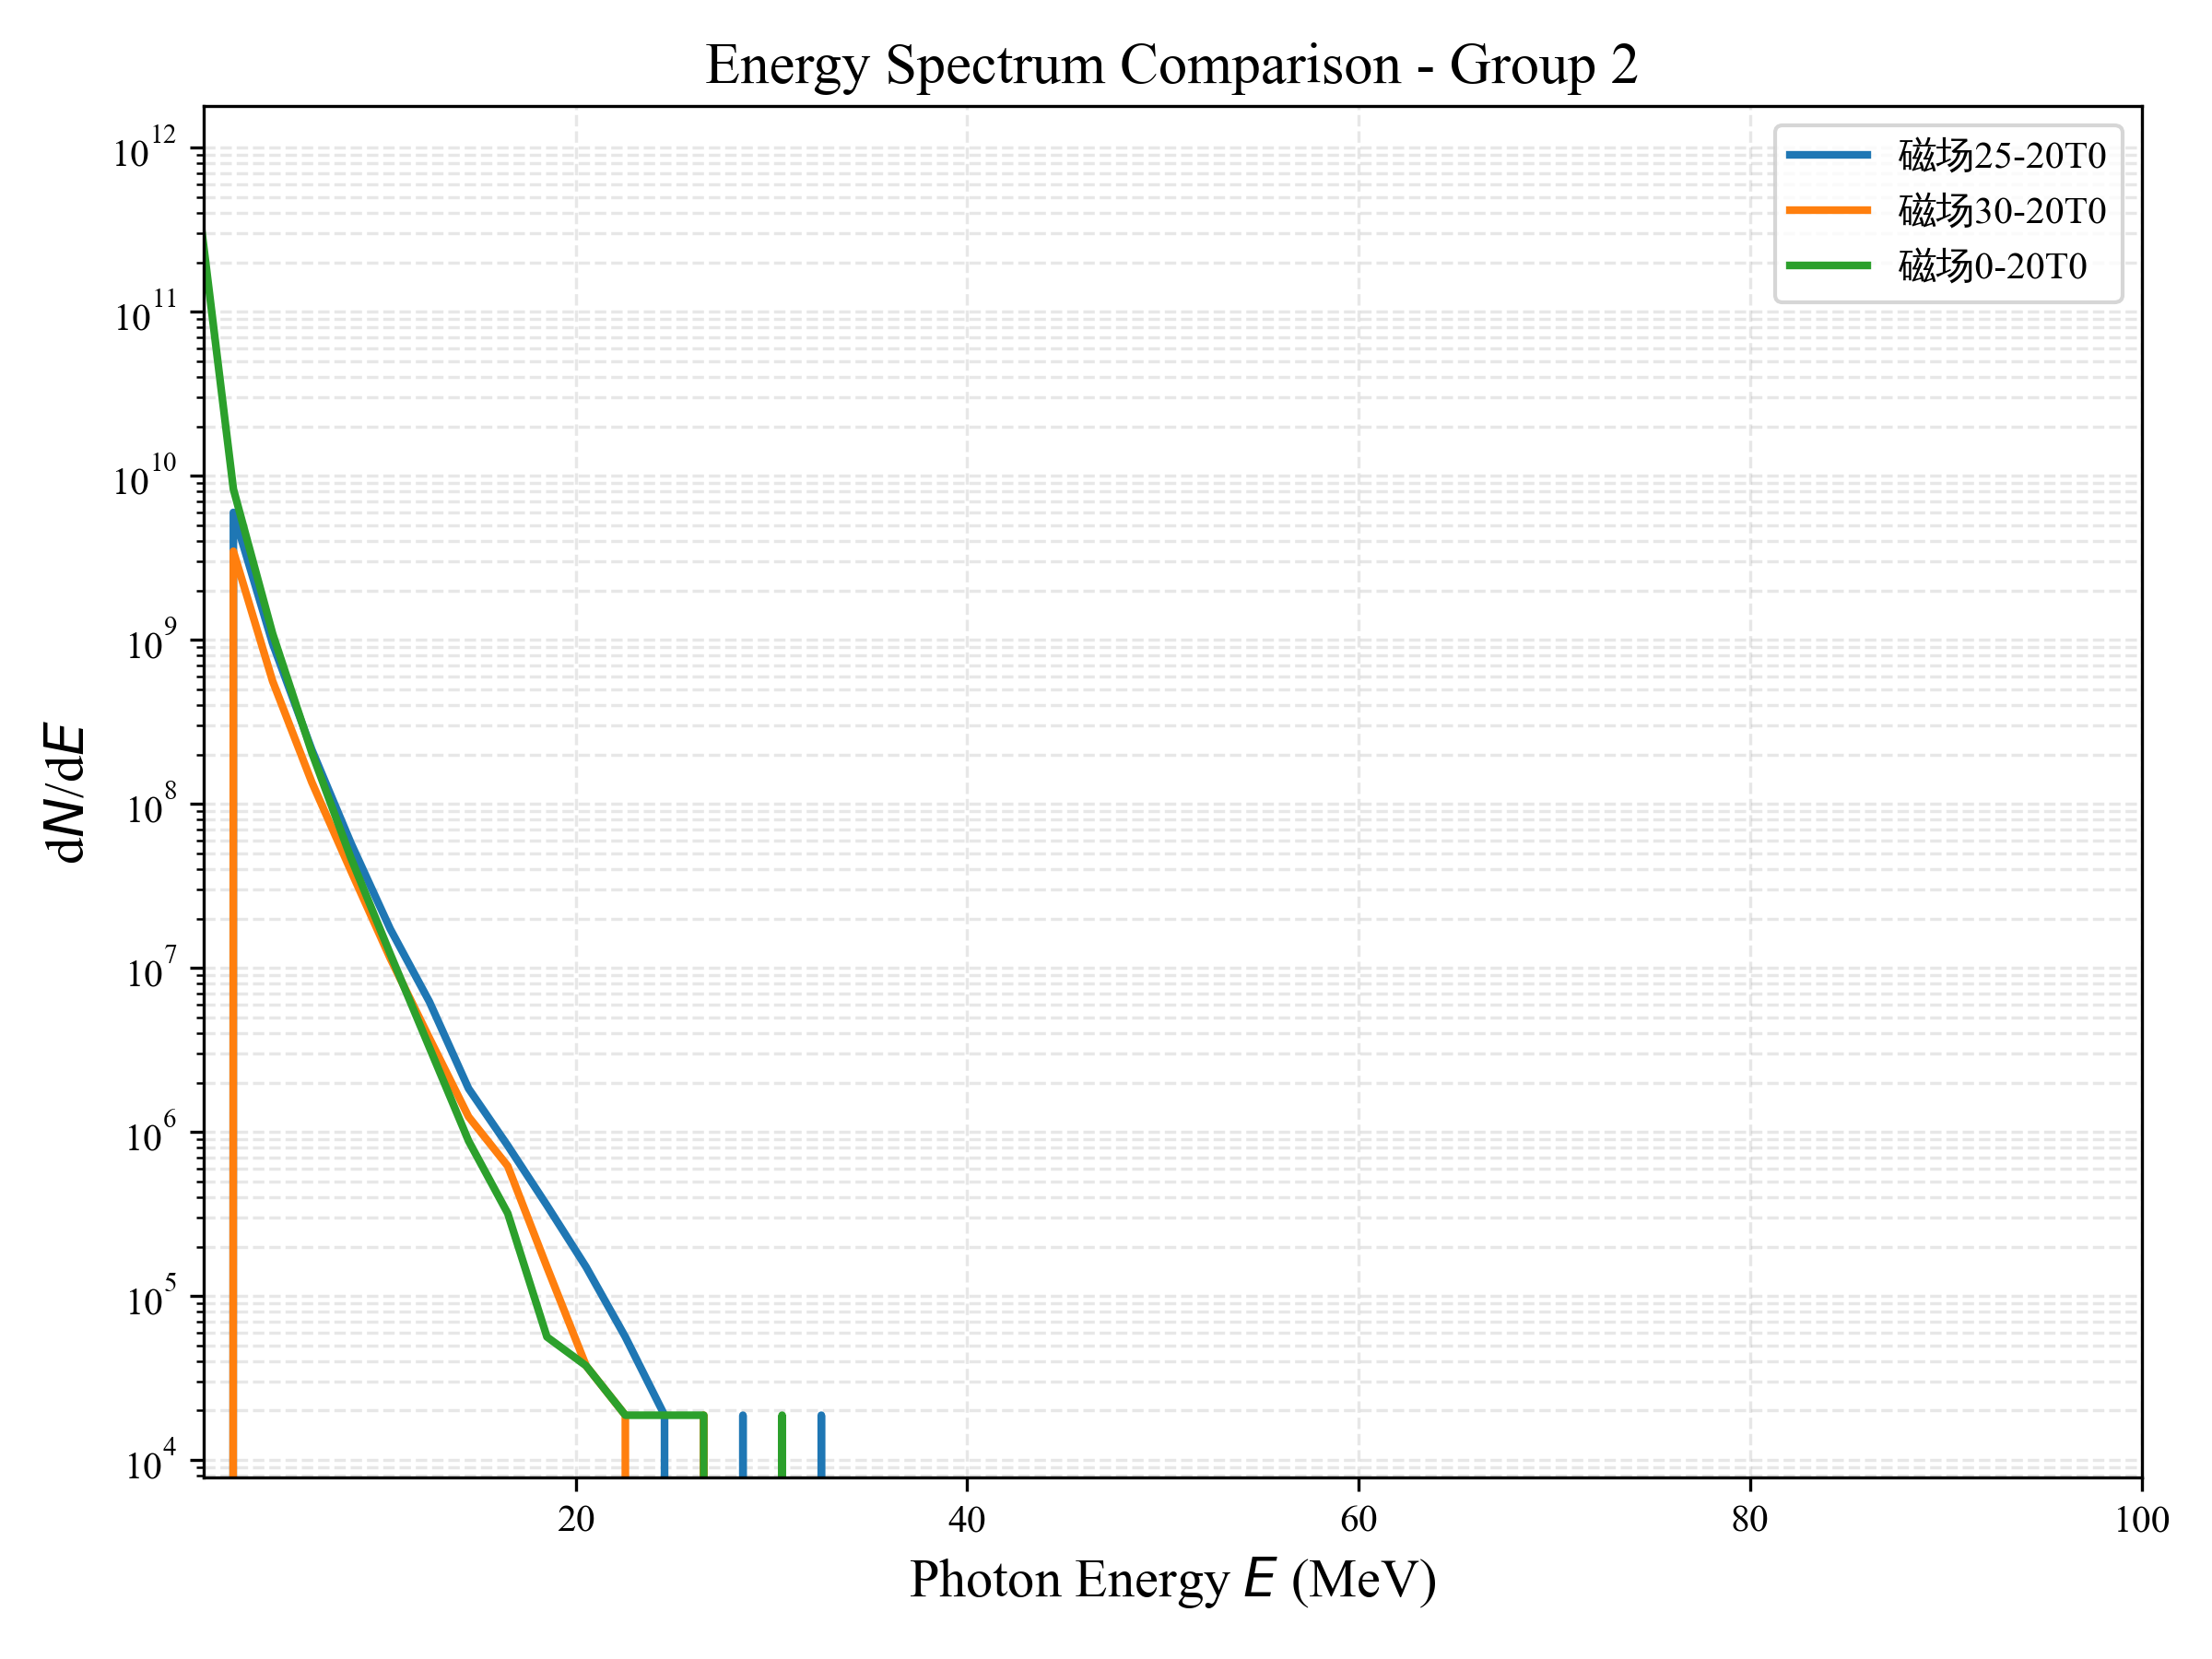 Energy Spectrum Comparison - Group 2
磁场25-20T0
磁场30-20T0
磁场0-20T0
10^12
10^11
10^10
10^9
10^8
10^7
10^6
10^5
10^4
dN/dE
20
40
60
80
100
Photon Energy E (MeV)